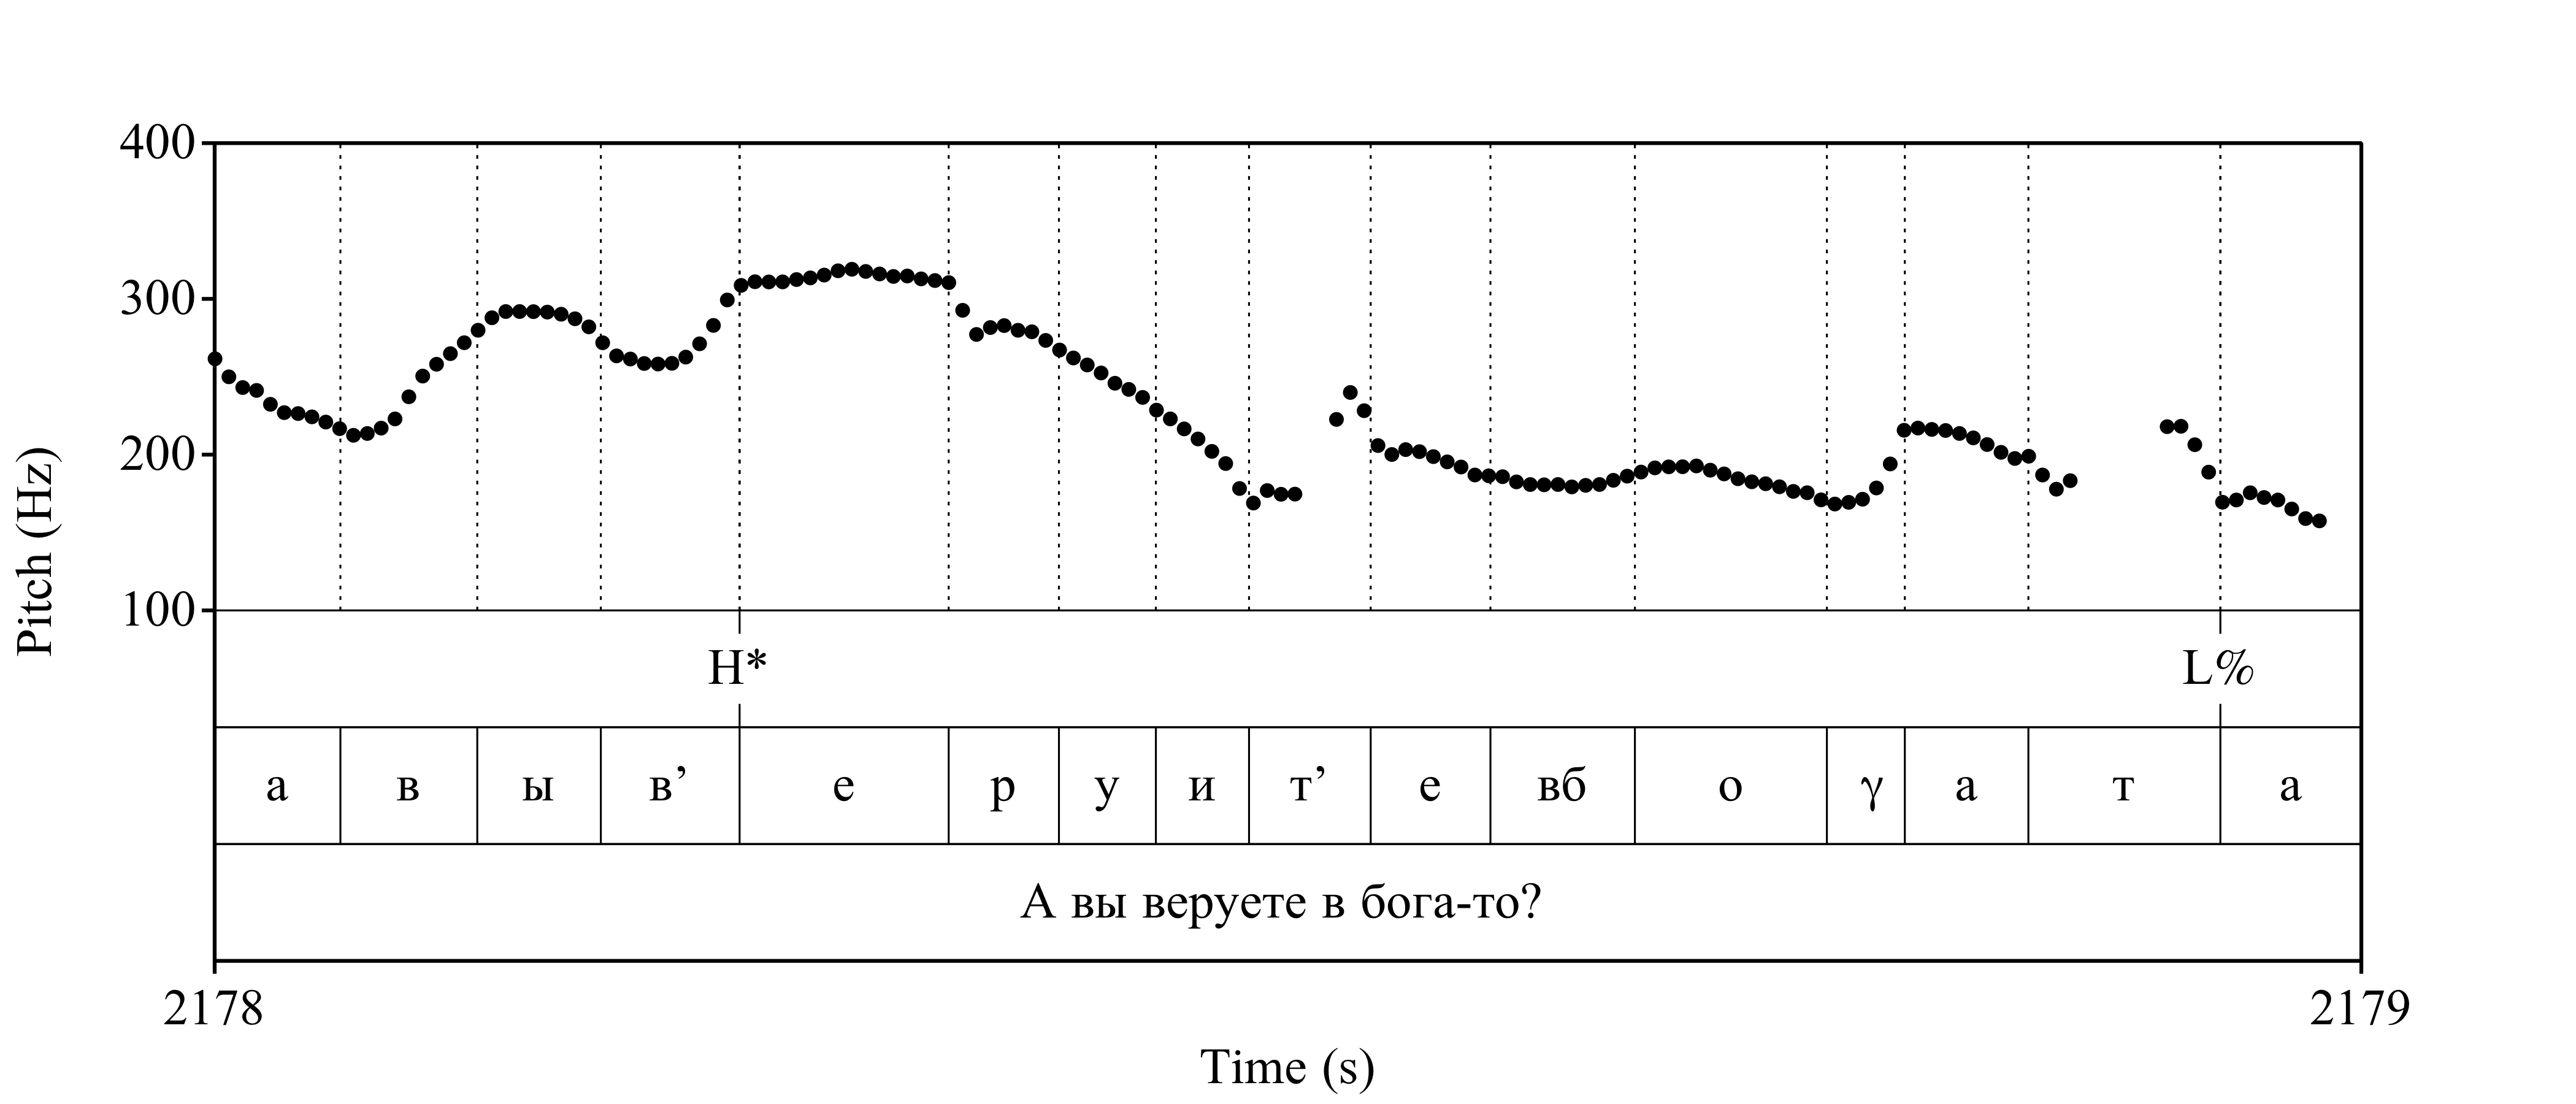 400
300
200
100
Pitch (Hz)
H* L%
а в ы в’ е р у и т’ е вб о γ а т а
А вы веруете в бога-то?
2178 2179
Time (s)